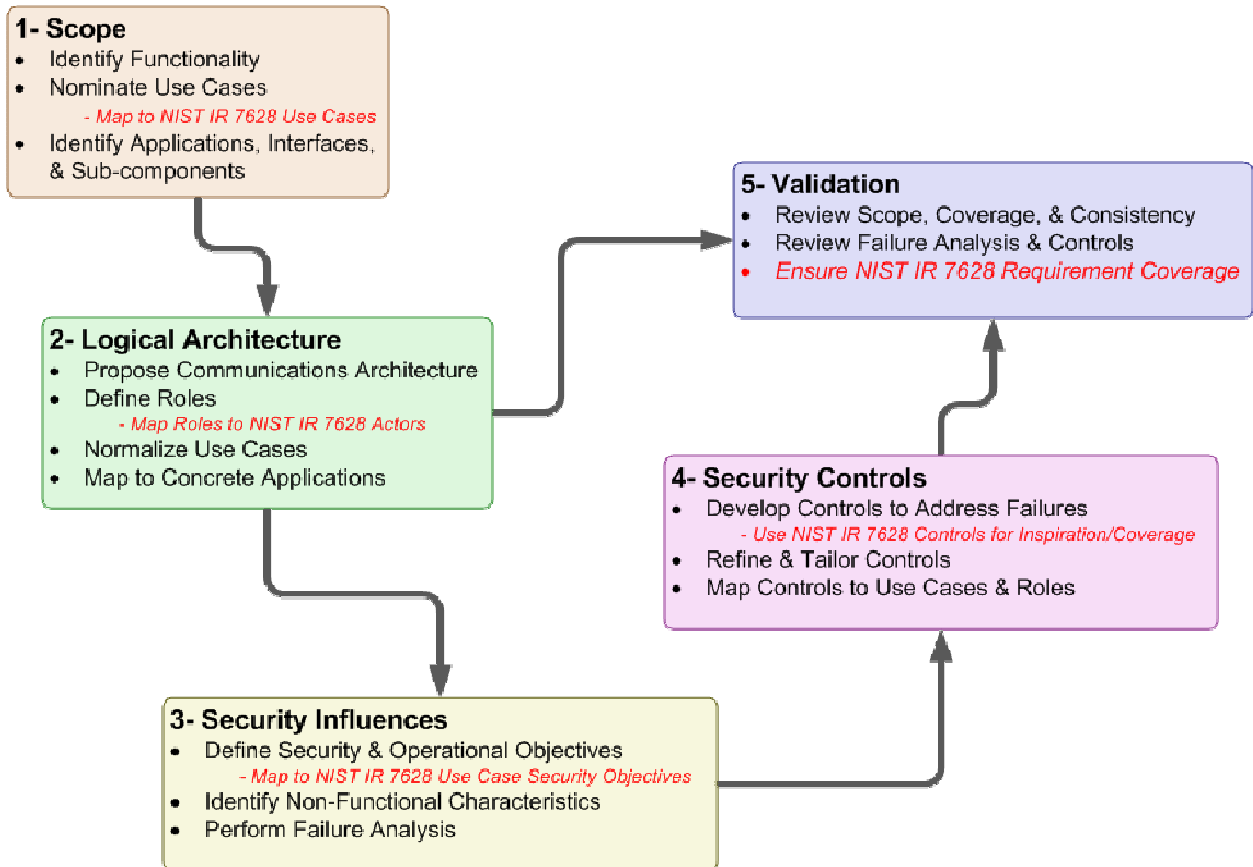 1- Scope
• Identify Functionality
• Nominate Use Cases
- Map to NIST IR 7628 Use Cases
• Identify Applications, Interfaces,
& Sub-components
2- Logical Architecture
• Propose Communications Architecture
• Define Roles
- Map Roles to NIST IR 7628 Actors
• Normalize Use Cases
• Map to Concrete Applications
3- Security Influences
• Define Security & Operational Objectives
- Map to NIST IR 7628 Use Case Security Objectives
• Identify Non-Functional Characteristics
• Perform Failure Analysis
4- Security Controls
• Develop Controls to Address Failures
- Use NIST IR 7628 Controls for Inspiration/Coverage
• Refine & Tailor Controls
• Map Controls to Use Cases & Roles
5- Validation
• Review Scope, Coverage, & Consistency
• Review Failure Analysis & Controls
• Ensure NIST IR 7628 Requirement Coverage